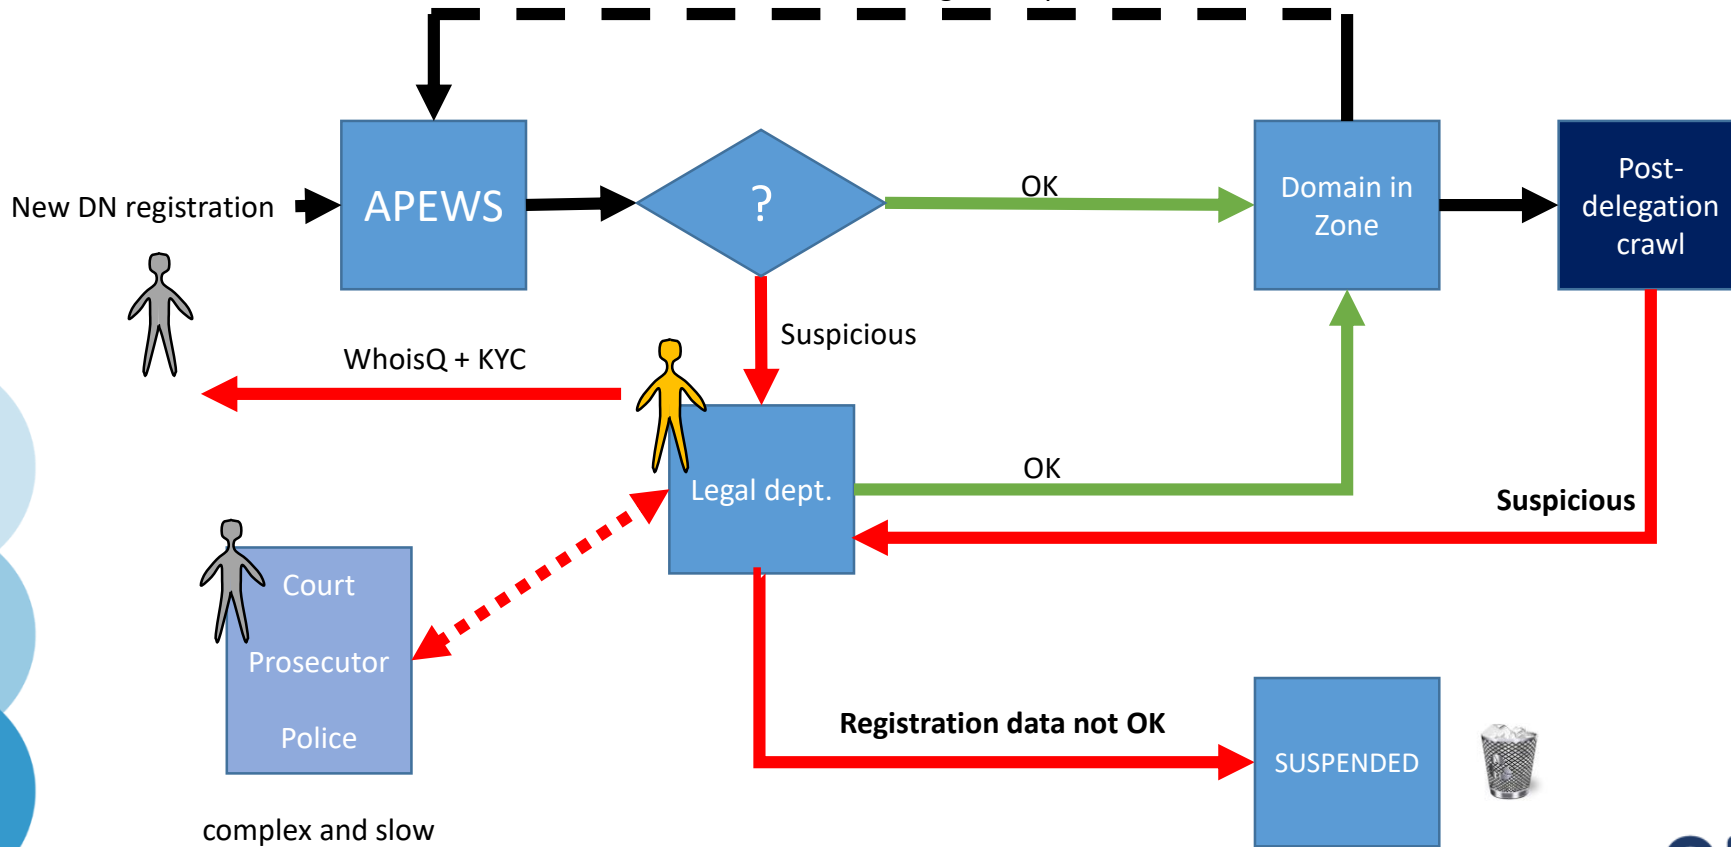 New DN registration
APEWS
?
OK
Domain in
Zone
Post-
delegation
crawl
Suspicious
WhoisQ + KYC
Legal dept.
OK
Suspicious
Court
Prosecutor
Police
Registration data not OK
SUSPENDED
complex and slow